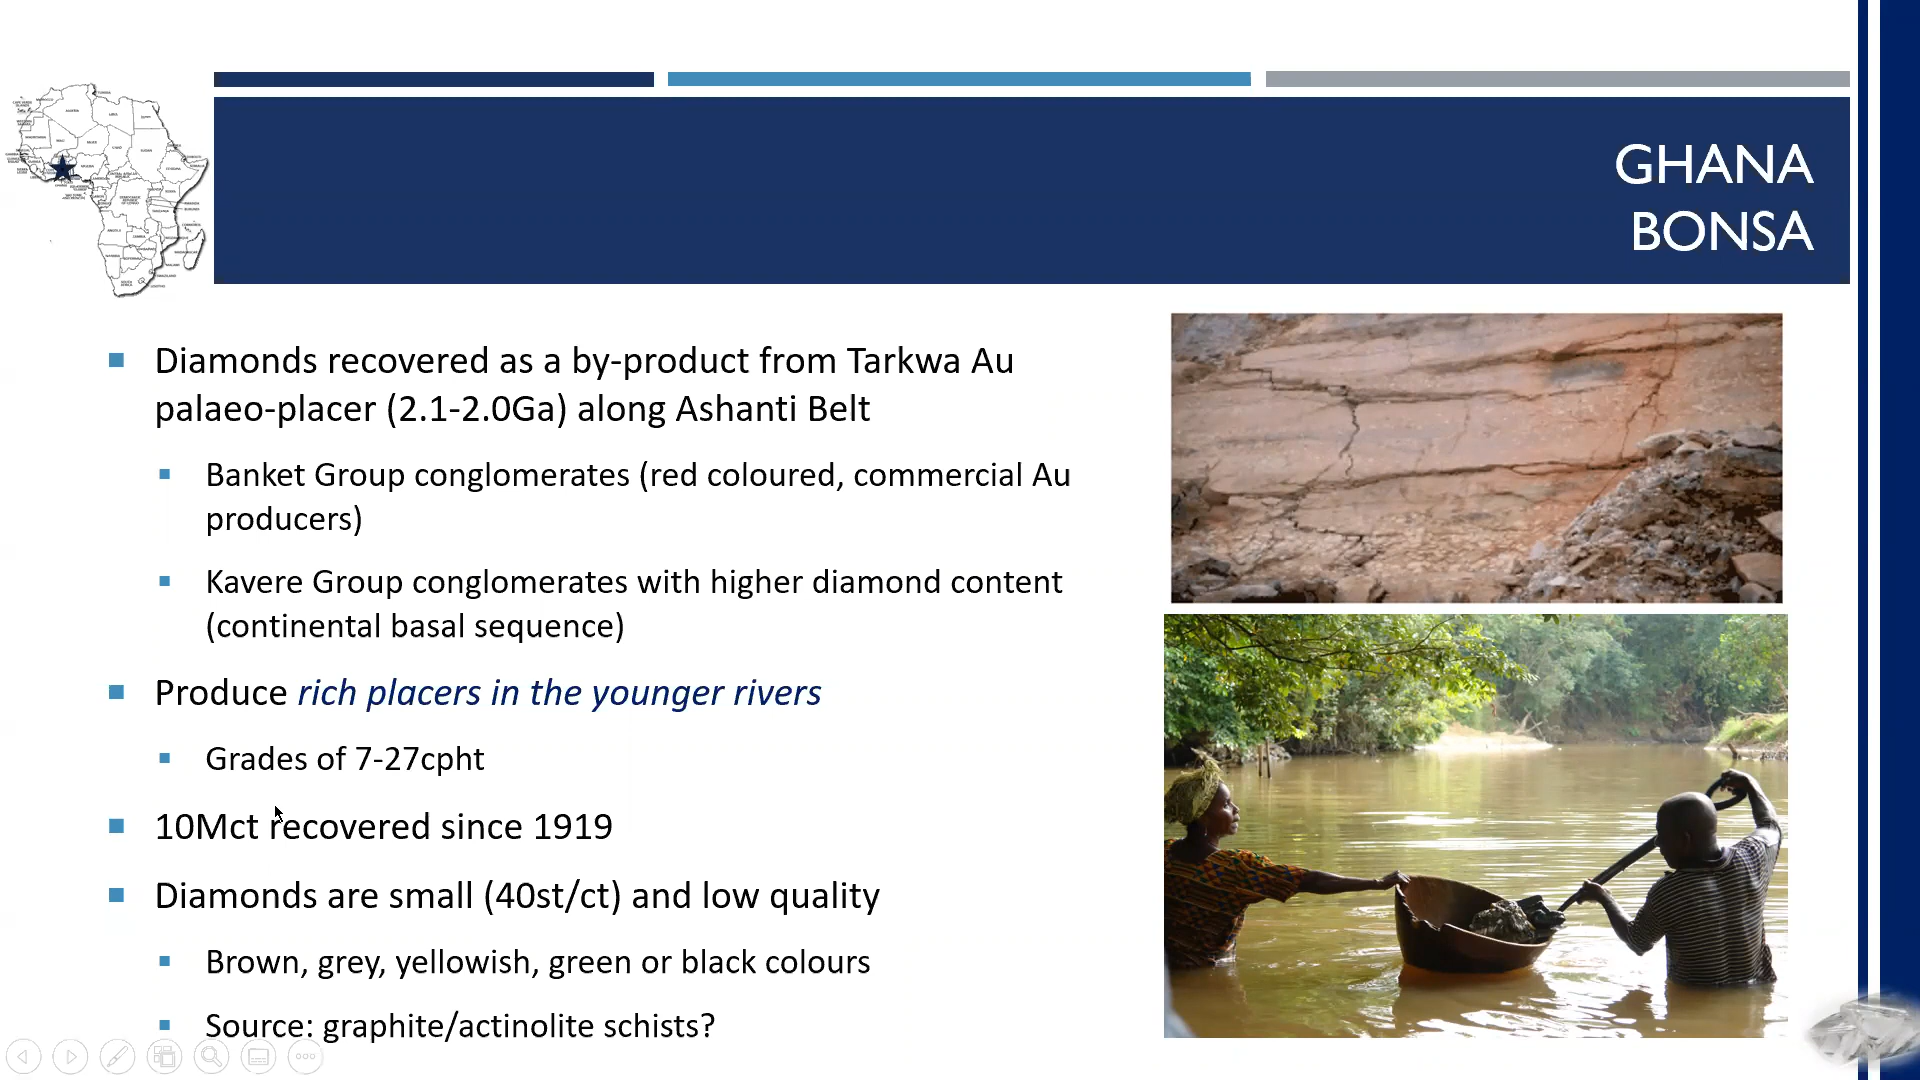 GHANA
BONSA
Diamonds recovered as a by-product from Tarkwa Au
palaeo-placer (2.1-2.0Ga) along Ashanti Belt
Banket Group conglomerates (red coloured, commercial Au
producers)
Kavere Group conglomerates with higher diamond content
(continental basal sequence)
Produce rich placers in the younger rivers
Grades of 7-27cpht
10Mct recovered since 1919
Diamonds are small (40st/ct) and low quality
Brown, grey, yellowish, green or black colours
Source: graphite/actinolite schists?